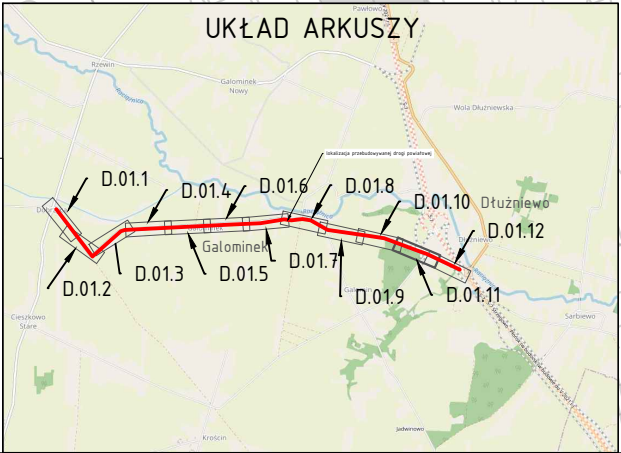 UKŁAD ARKUSZY
Pawłowo
Rzewin
Galominek
Nowy
Wola Dłużniewska
lokalizacja przebudowywanej drogi powiatowej
D.01.1
D.01.4
D.01.6
D.01.8
D.01.10
Dłużniewo
D.01.12
Galominek
D.01.2
D.01.3
D.01.5
D.01.7
D.01.9
D.01.11
Cieszkowo
Stare
Sarbiewo
Jadwinowo
Krościn